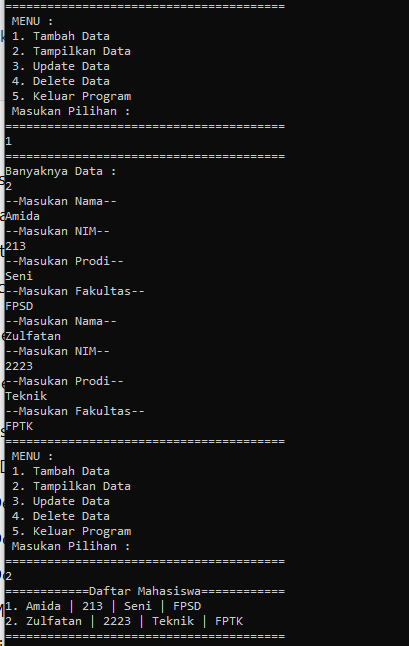 ========================================
MENU :
1. Tambah Data
2. Tampilkan Data
3. Update Data
4. Delete Data
5. Keluar Program
Masukan Pilihan :
========================================
1
========================================
Banyaknya Data :
2
--Masukan Nama--
Amida
--Masukan NIM--
213
--Masukan Prodi--
Seni
--Masukan Fakultas--
FPSD
--Masukan Nama--
Zulfatan
--Masukan NIM--
2223
--Masukan Prodi--
Teknik
--Masukan Fakultas--
FPTK
========================================
MENU :
1. Tambah Data
2. Tampilkan Data
3. Update Data
4. Delete Data
5. Keluar Program
Masukan Pilihan :
========================================
2
============Daftar Mahasiswa============
1. Amida | 213 | Seni | FPSD
2. Zulfatan | 2223 | Teknik | FPTK
========================================